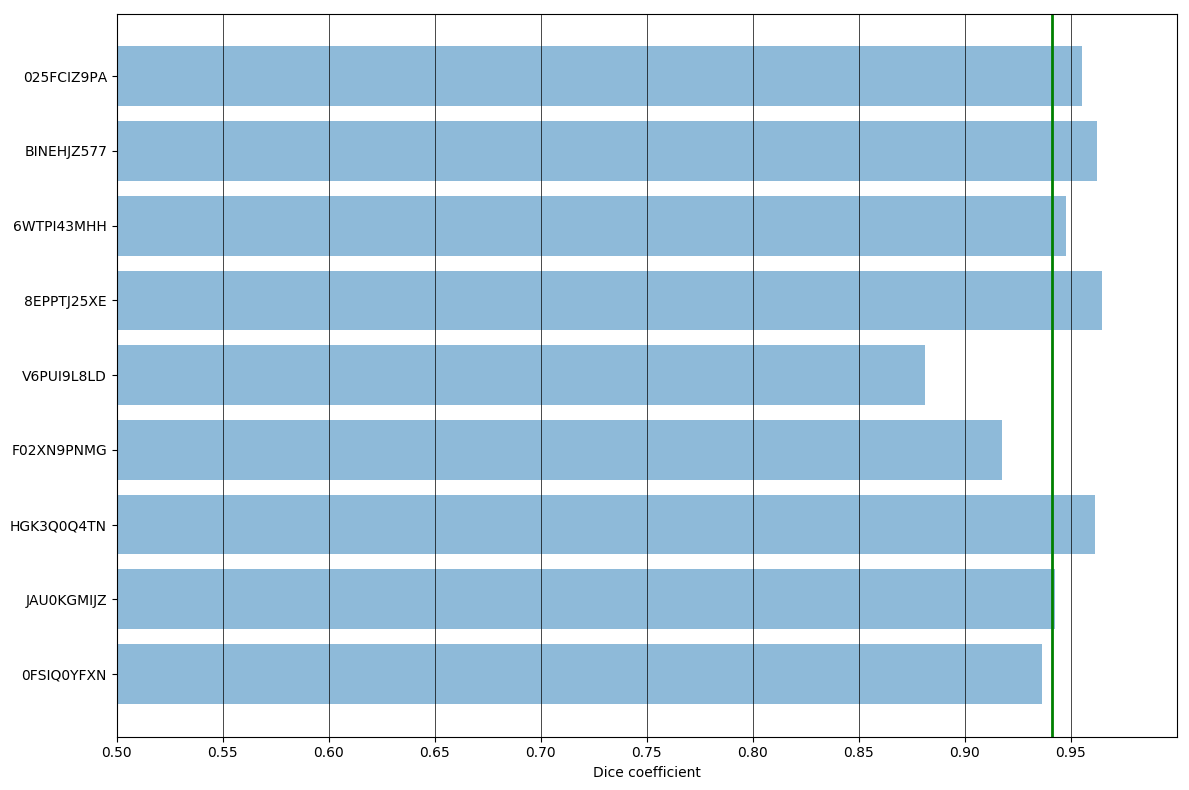 025FCIZ9PA
BINEHJZ577
6WTPI43MHH
8EPPTJ25XE
V6PUI9L8LD
F02XN9PNMG
HGK3Q0Q4TN
JAU0KGMIJZ
0FSIQ0YFXN
0.50 0.55 0.60 0.65 0.70 0.75 0.80 0.85 0.90 0.95
Dice coefficient